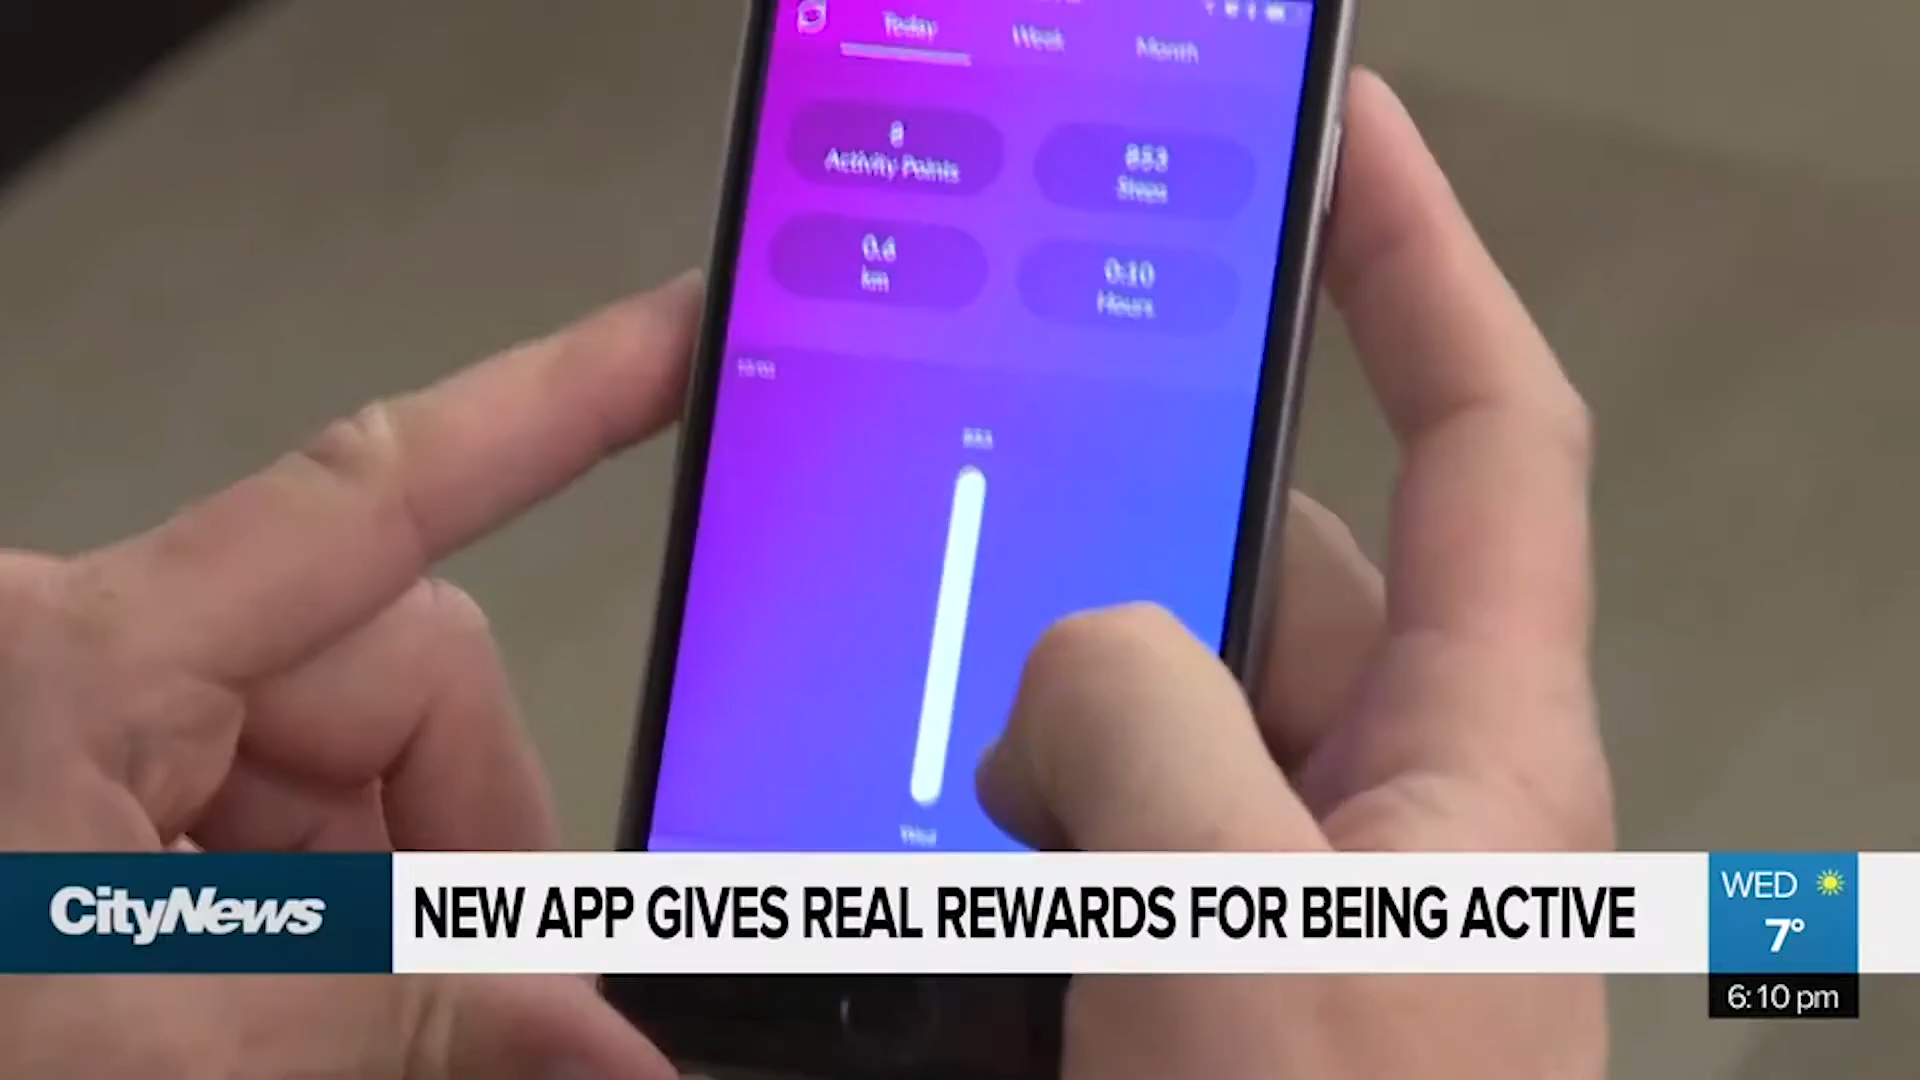 Today Week Month
8
Activity Points
853
Steps
0.6
km
0:10
Hours
853
Wed
CityNews
NEW APP GIVES REAL REWARDS FOR BEING ACTIVE
WED
7°
6:10 pm